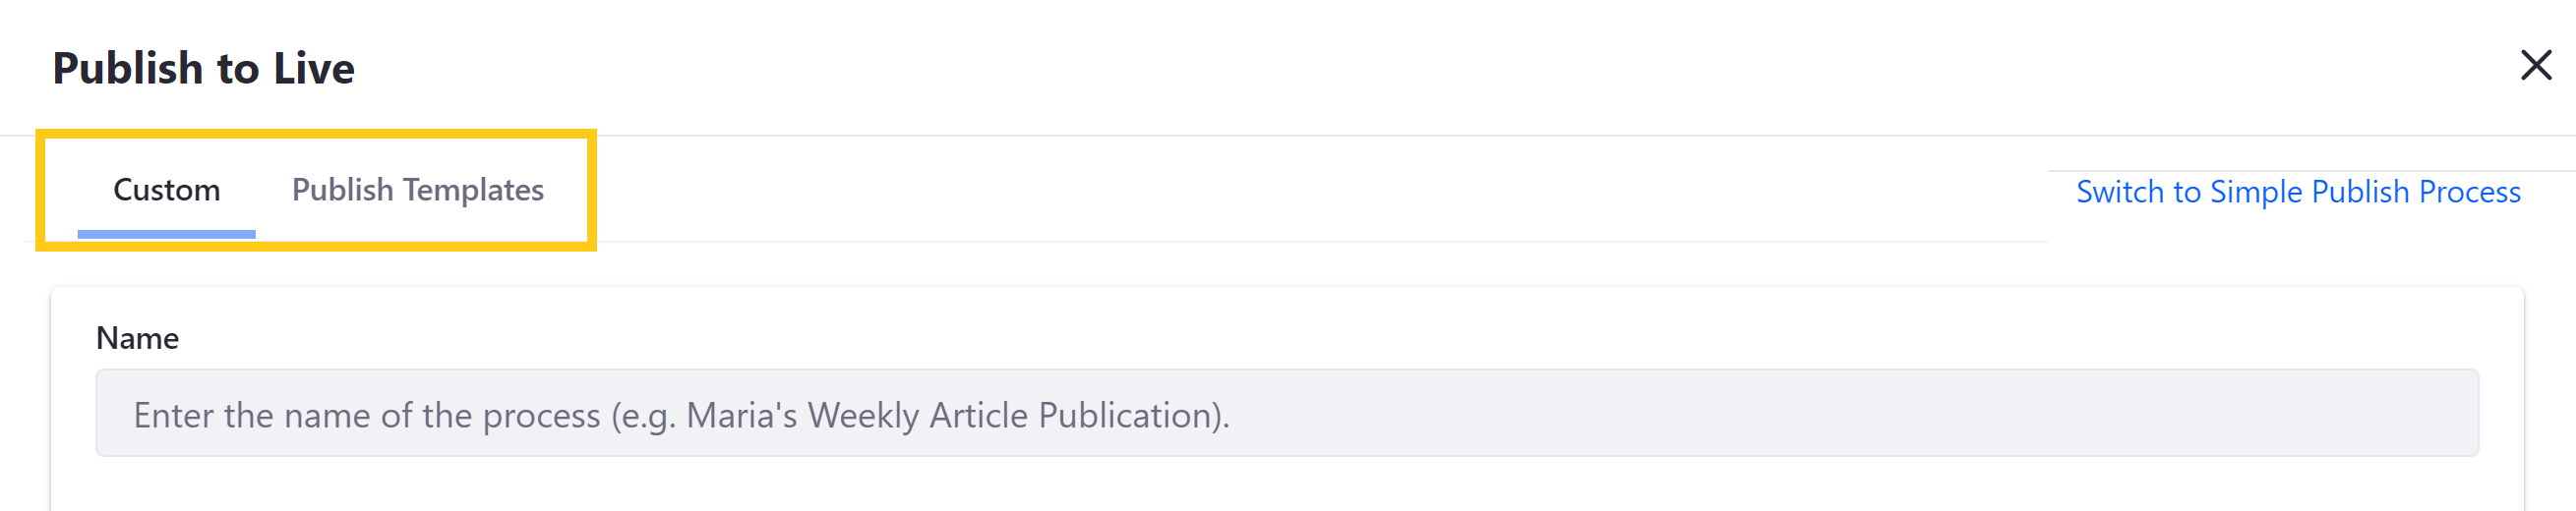 Publish to Live
Custom Publish Templates Switch to Simple Publish Process
Name
Enter the name of the process (e.g. Maria's Weekly Article Publication).